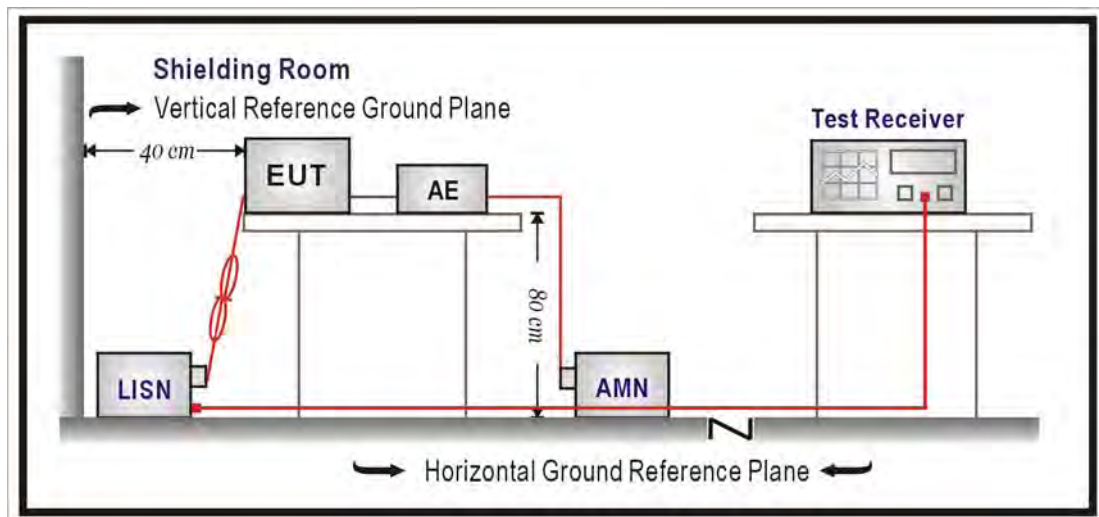 Shielding Room
Vertical Reference Ground Plane
40 cm
EUT
AE
Test Receiver
80 cm
LISN
AMN
Horizontal Ground Reference Plane